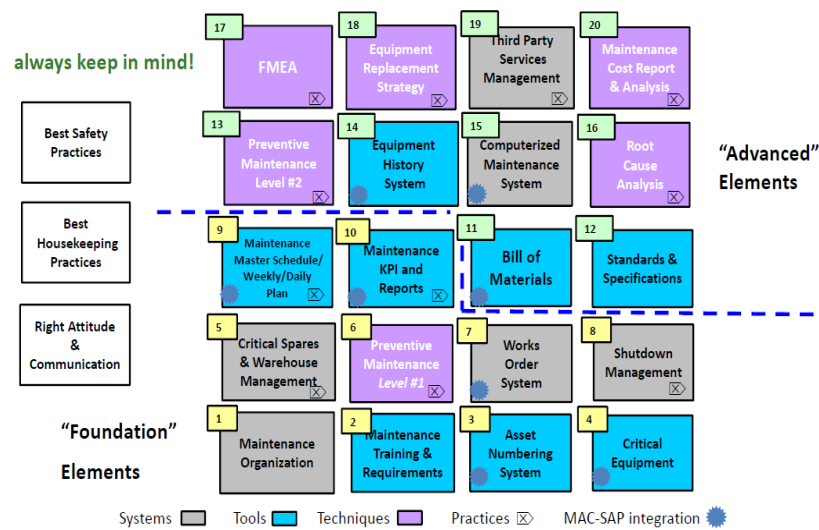 always keep in mind!
Best Safety
Practices
Best
Housekeeping
Practices
Right Attitude
&
Communication
"Foundation"
Elements
"Advanced"
Elements
17
FMEA
X
18
Equipment
Replacement
Strategy
X
19
Third Party
Services
Management
X
20
Maintenance
Cost Report
& Analysis
X
13
Preventive
Maintenance
Level #2
X
14
Equipment
History
System
15
Computerized
Maintenance
System
16
Root
Cause
Analysis
X
9
Maintenance
Master Schedule/
Weekly/Daily
Plan
X
10
Maintenance
KPI and
Reports
X
11
Bill of
Materials
12
Standards &
Specifications
5
Critical Spares
& Warehouse
Management
X
6
Preventive
Maintenance
Level #1
X
7
Works
Order
System
8
Shutdown
Management
X
1
Maintenance
Organization
2
Maintenance
Training &
Requirements
3
Asset
Numbering
System
4
Critical
Equipment
Systems Tools Techniques Practices X MAC-SAP integration